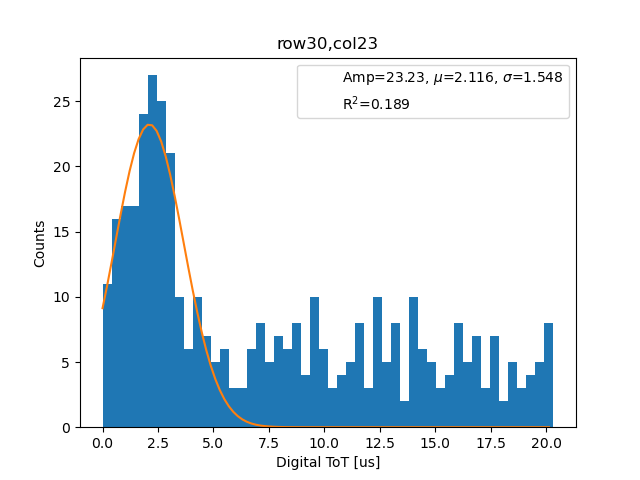 row30,col23
Amp=23.23, μ=2.116, σ=1.548
R²=0.189
Counts
25
20
15
10
5
0
0.0 2.5 5.0 7.5 10.0 12.5 15.0 17.5 20.0
Digital ToT [us]